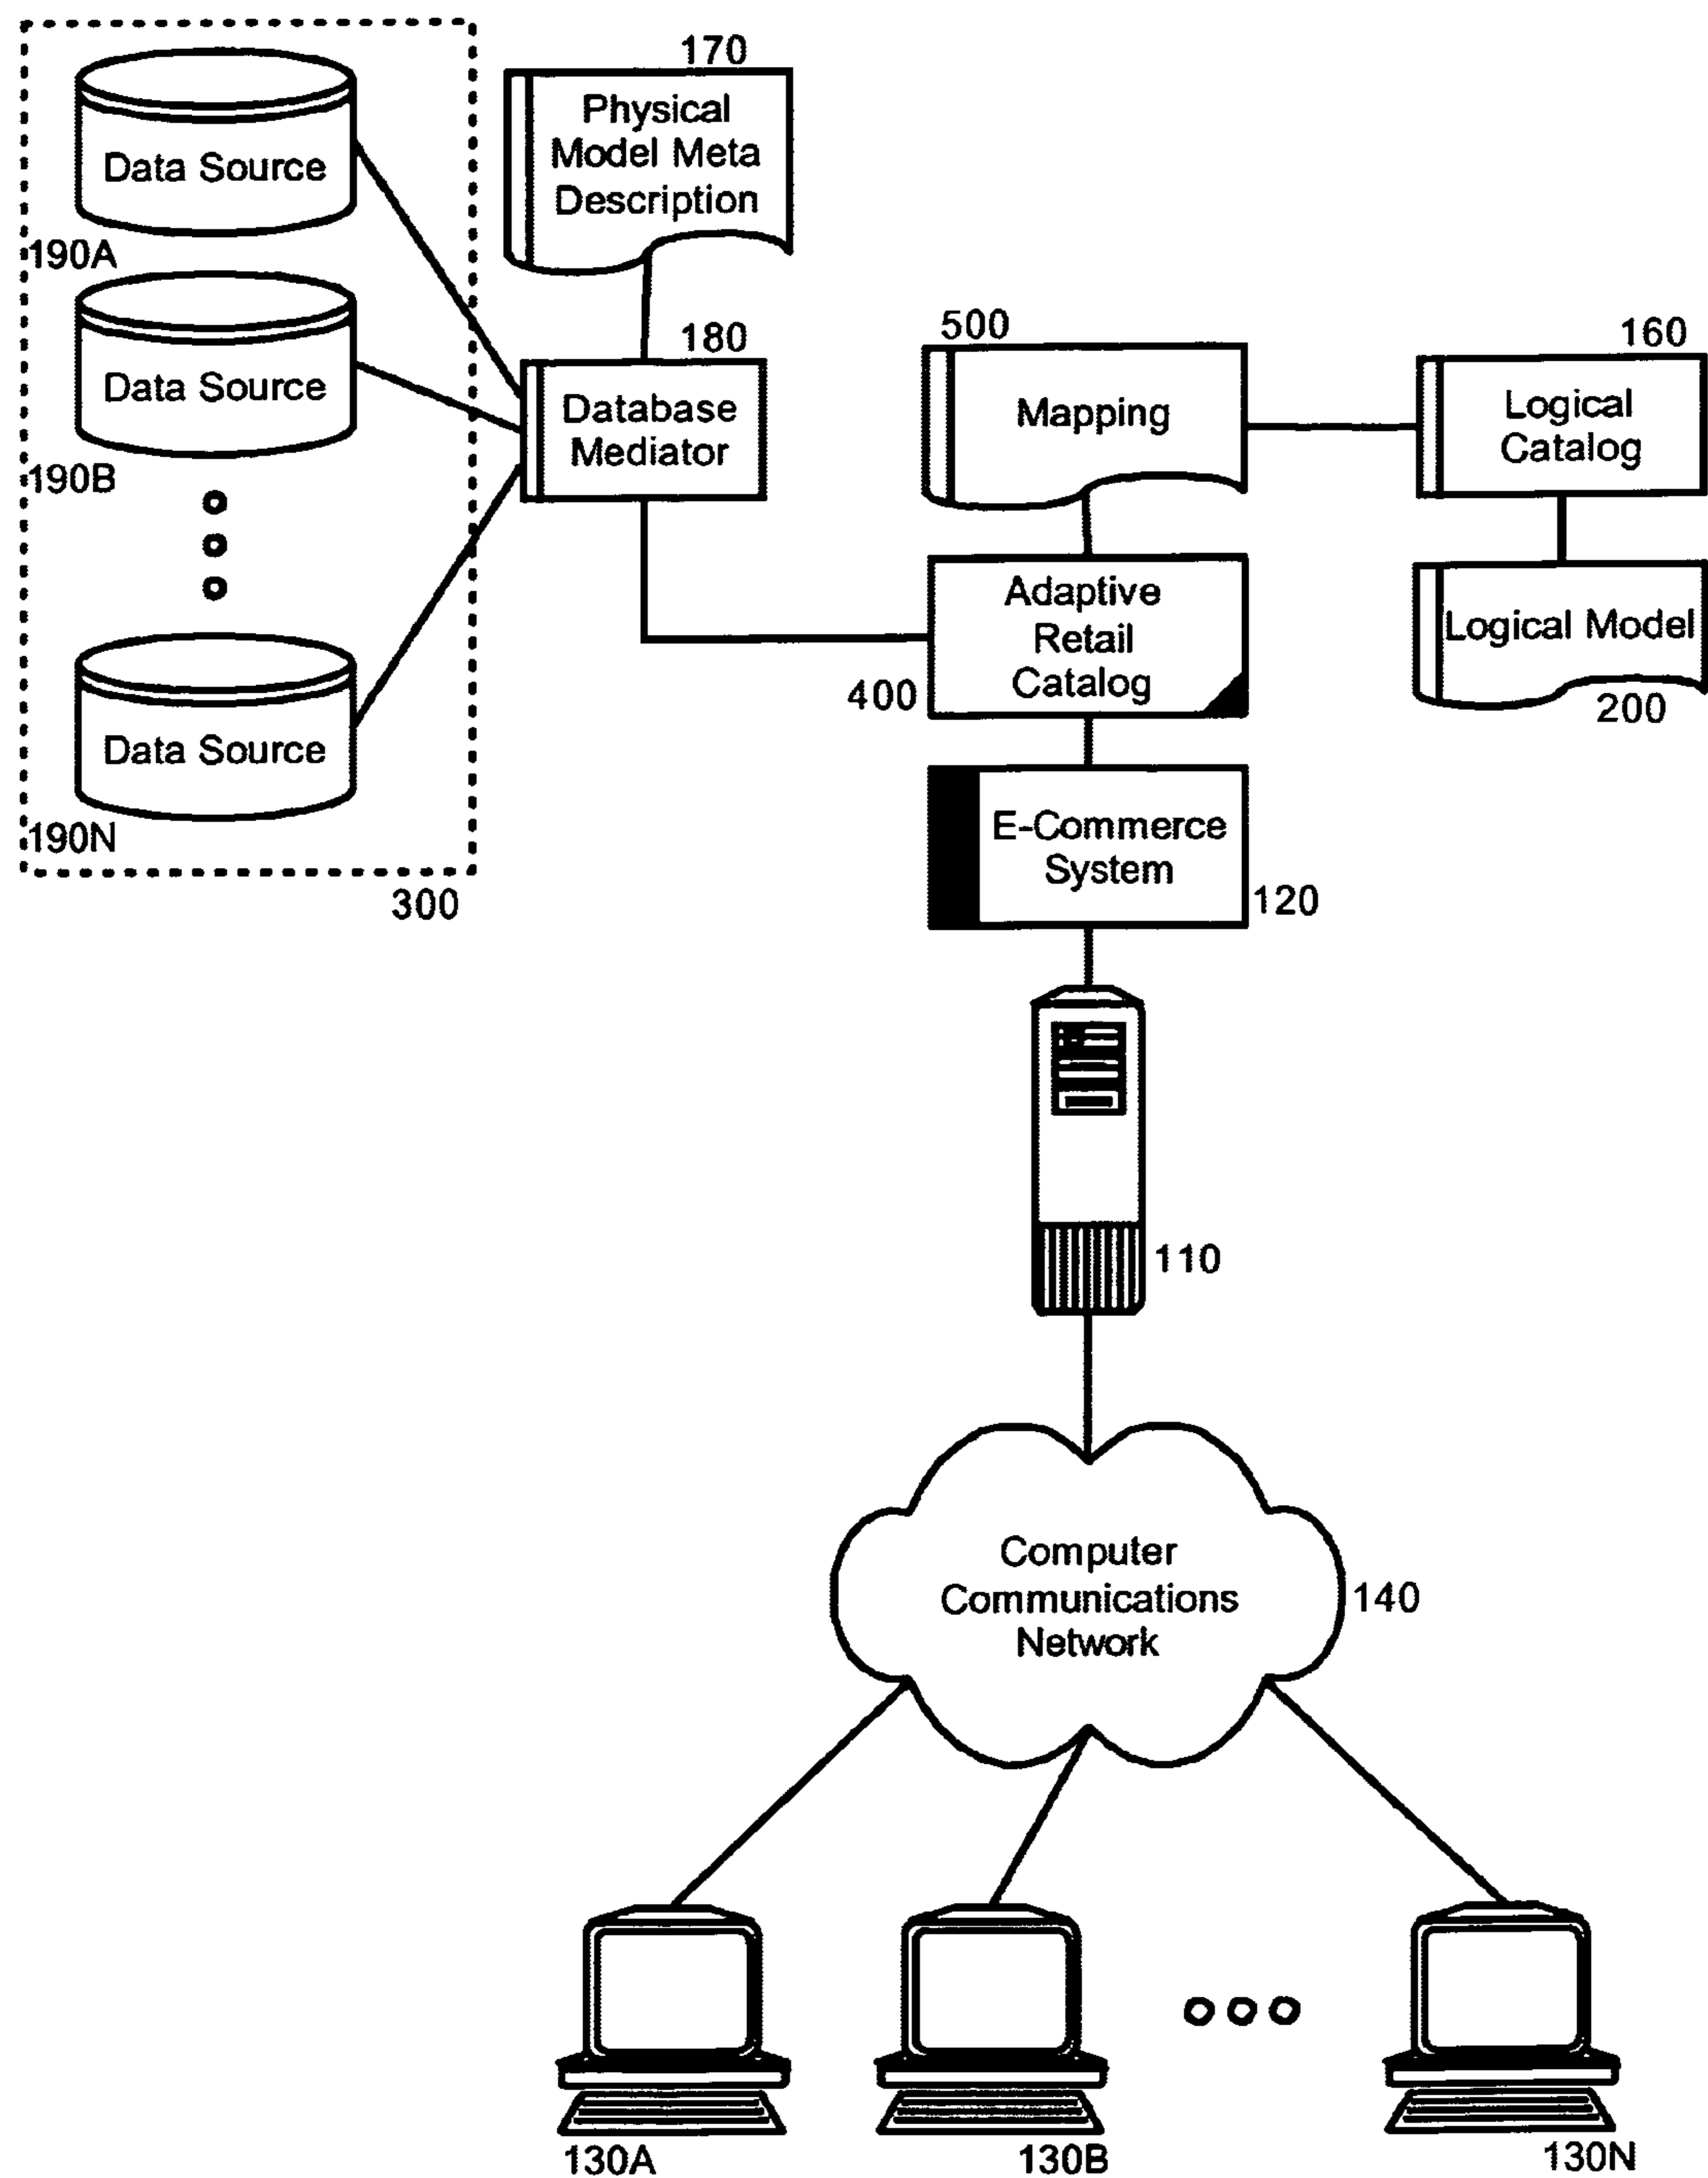 170
Physical
Model Meta
Description
Data Source
190A
180
Database
Mediator
Data Source
190B
500
Mapping
160
Logical
Catalog
Adaptive
Retail
Catalog
400
Logical Model
200
Data Source
190N
300
E-Commerce
System
120
110
Computer
Communications
Network
140
130A
130B
130N